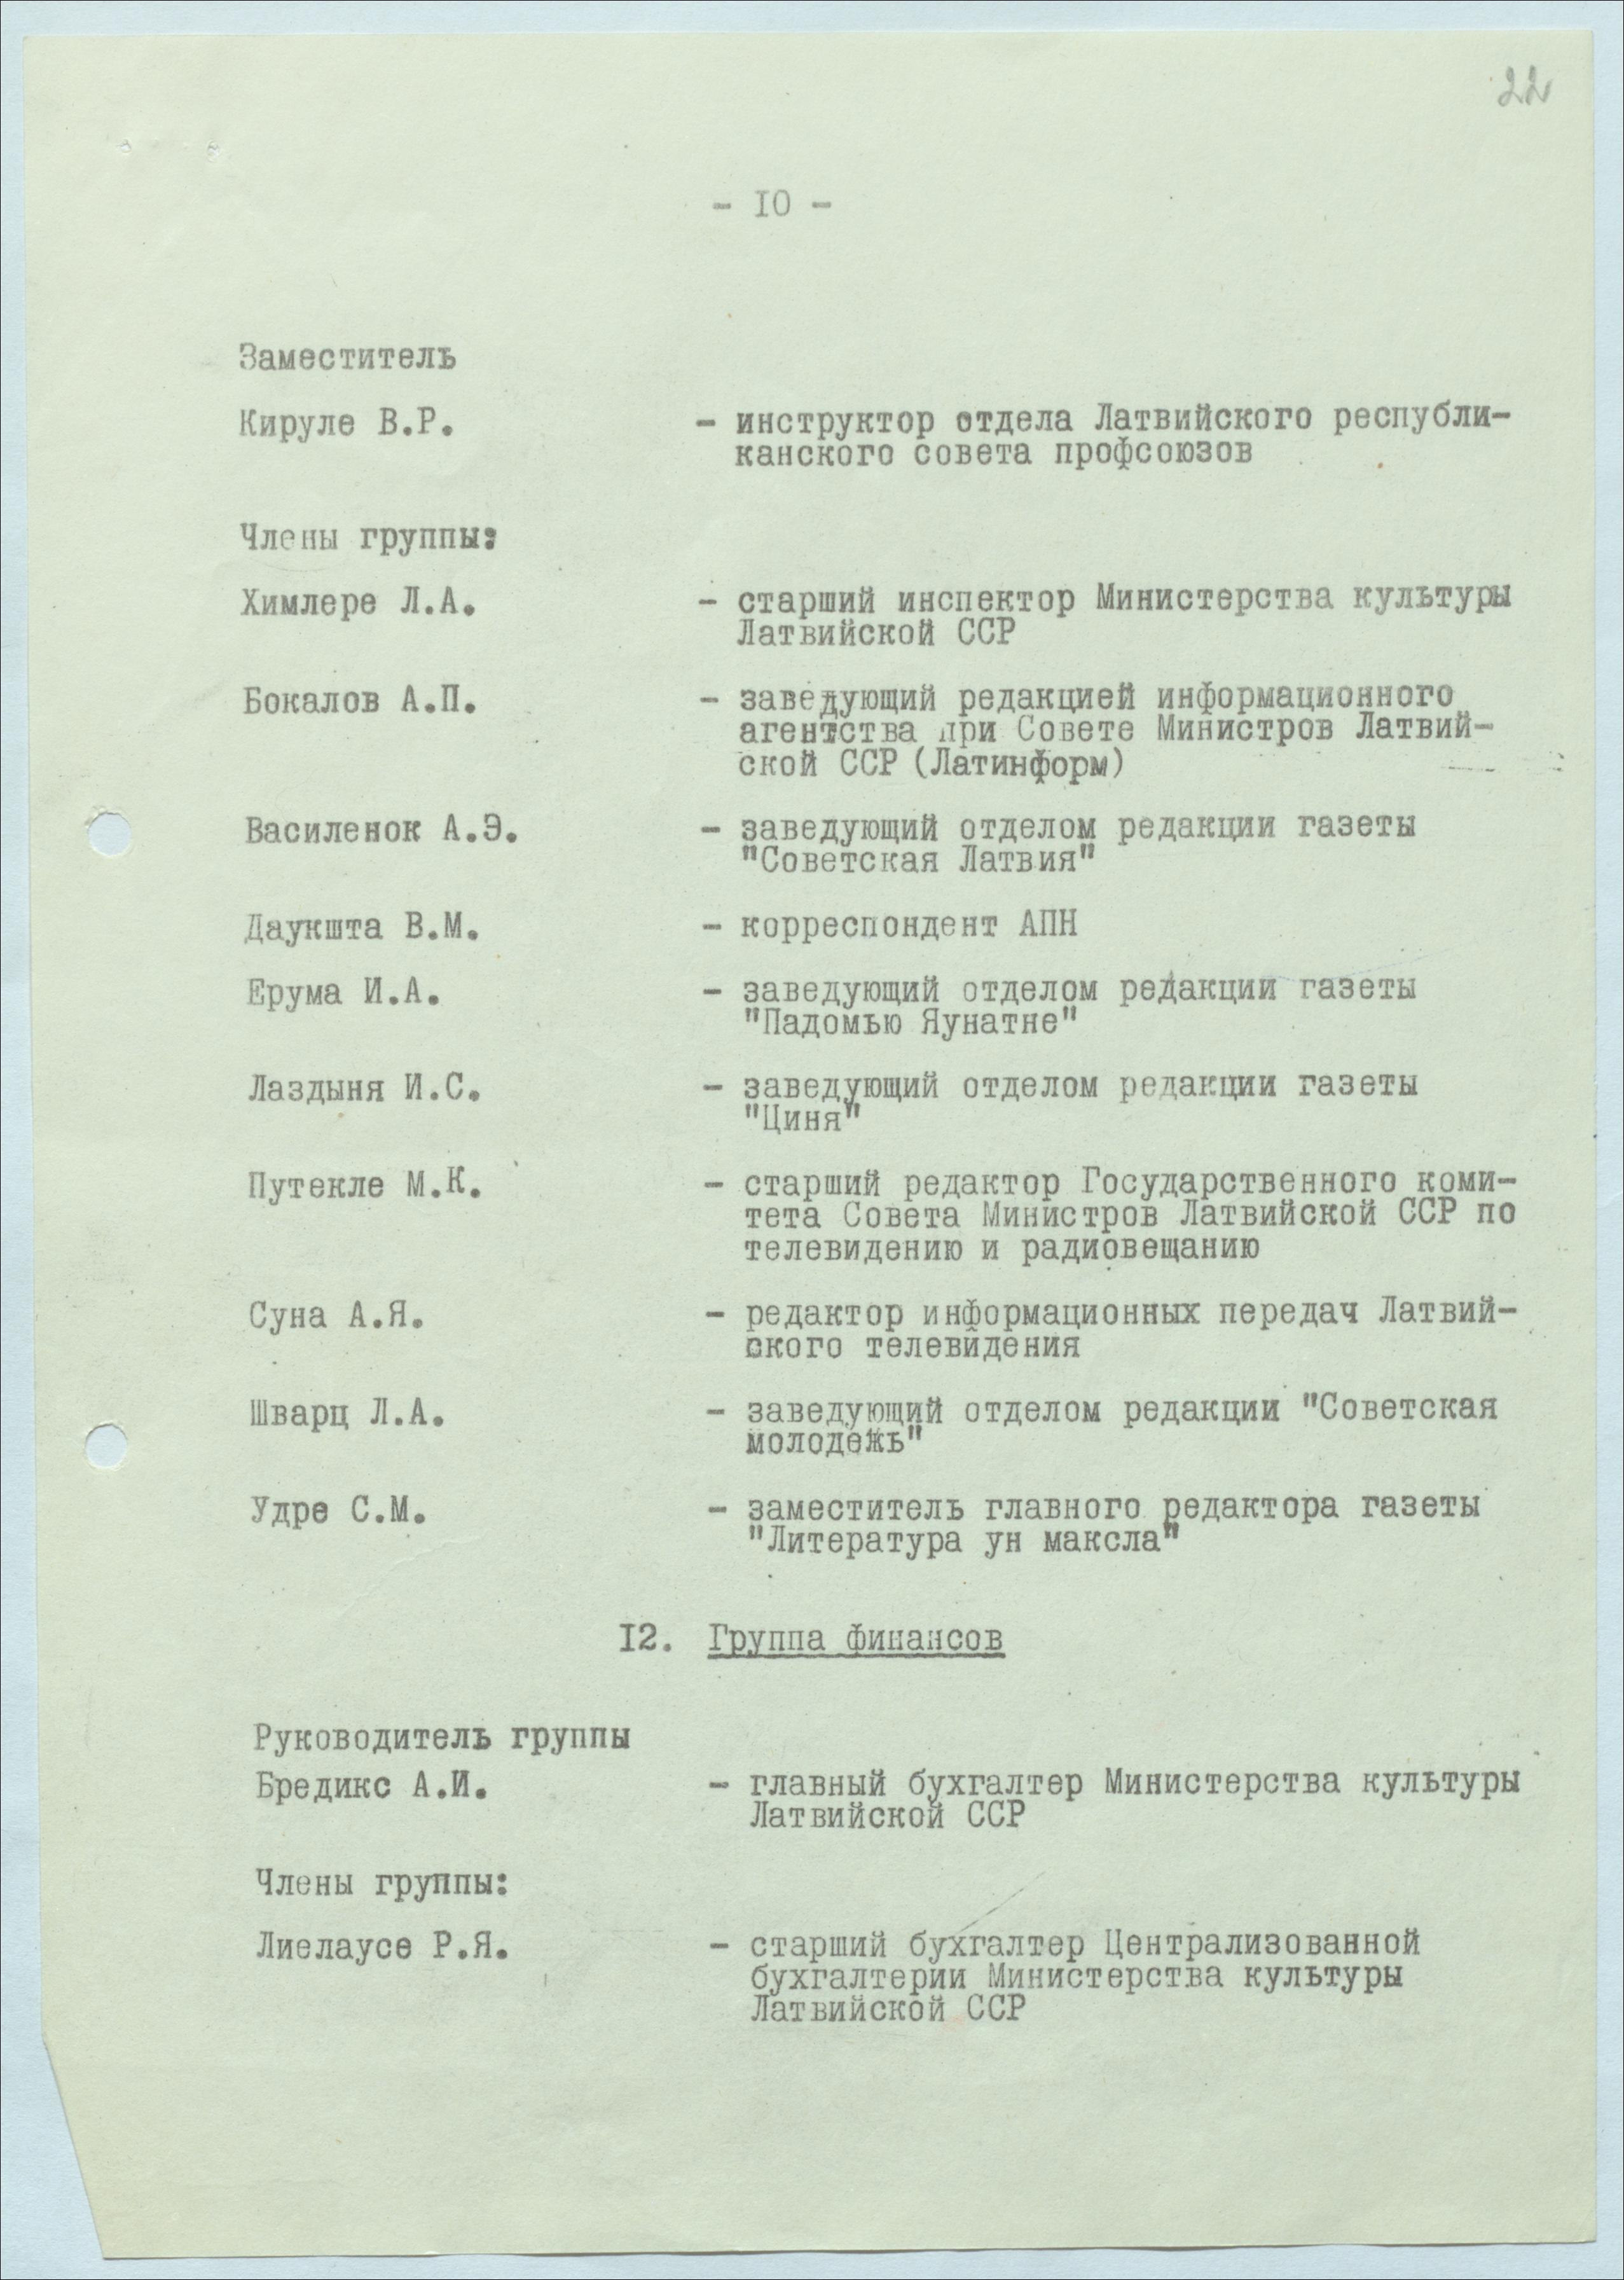 22
- I0 -
Заместитель
Кируле В.Р. - инструктор отдела Латвийского республи-
канского совета профсоюзов
Члены группы:
Химлере Л.А. - старший инспектор Министерства культуры
Латвийской ССР
Бокалов А.П. - заведующий редакцией информационного
агентства при Совете Министров Латвий-
ской ССР (Латинформ)
Василенок А.Э. - заведующий отделом редакции газеты
"Советская Латвия"
Даукшта В.М. - корреспондент АПН
Ерума И.А. - заведующий отделом редакции газеты
"Падомью Яунатне"
Лаздыня И.С. - заведующий отделом редакции газеты
"Циня"
Путекле М.К. - старший редактор Государственного коми-
тета Совета Министров Латвийской ССР по
телевидению и радиовещанию
Суна А.Я. - редактор информационных передач Латвий-
ского телевидения
Шварц Л.А. - заведующий отделом редакции "Советская
молодежь"
Удре С.М. - заместитель главного редактора газеты
"Литература ун максла"
I2. Группа финансов
Руководитель группы
Бредикс А.И. - главный бухгалтер Министерства культуры
Латвийской ССР
Члены группы:
Лиелаусе Р.Я. - старший бухгалтер Централизованной
бухгалтерии Министерства культуры
Латвийской ССР